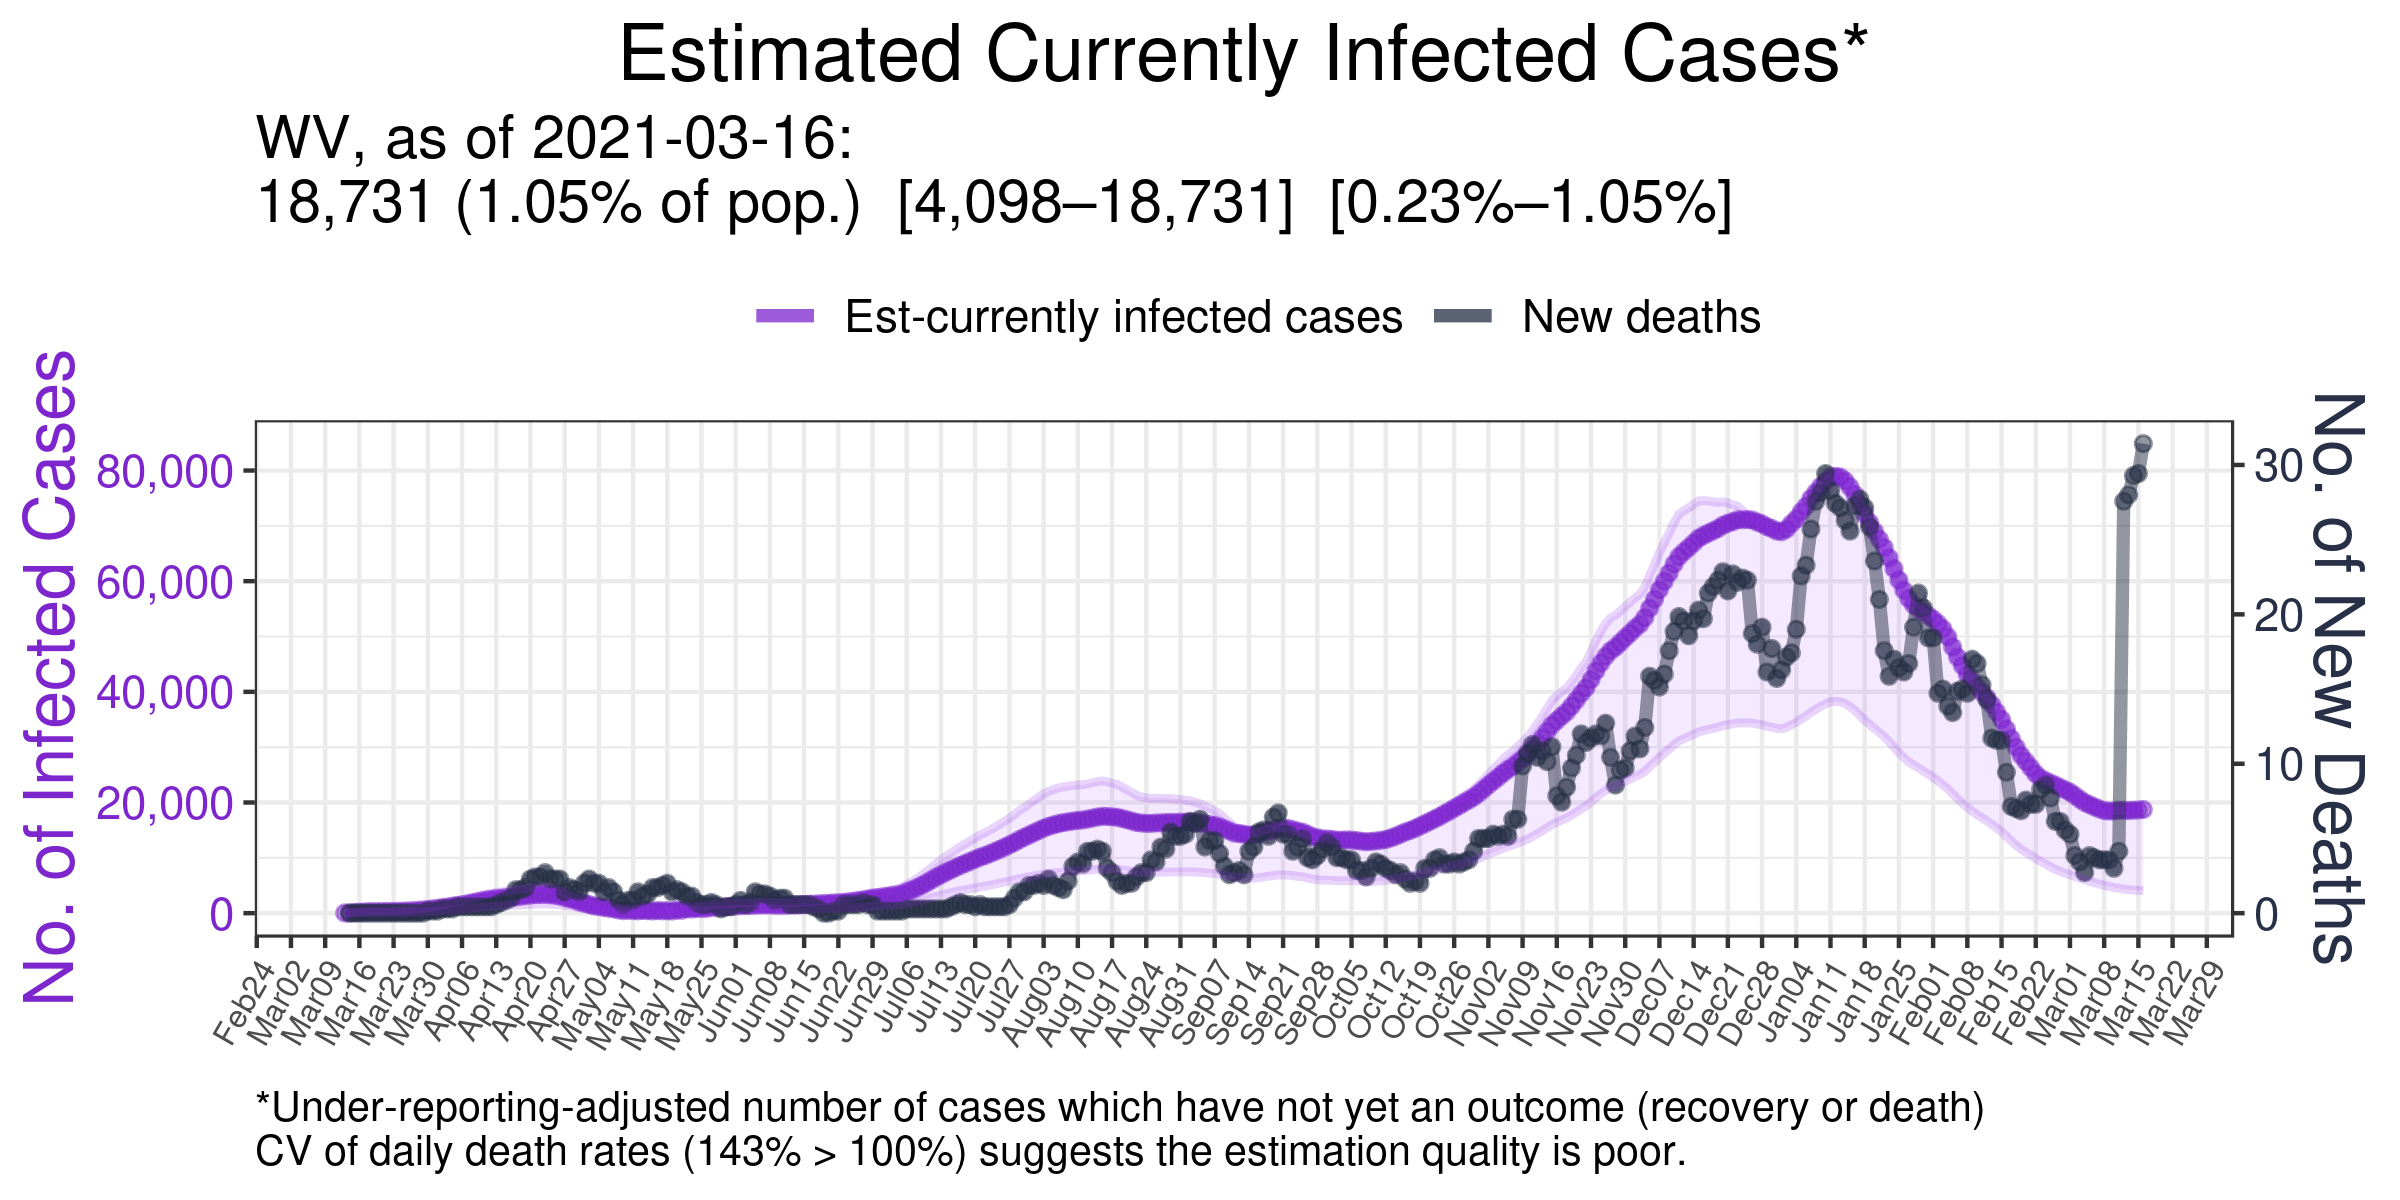 Estimated Currently Infected Cases*
WV, as of 2021-03-16:
18,731 (1.05% of pop.)  [4,098–18,731]  [0.23%–1.05%]
Est-currently infected cases
New deaths
No. of Infected Cases
80,000
60,000
40,000
20,000
0
30
20
10
0
No. of New Deaths
Feb24
Mar02
Mar09
Mar16
Mar23
Mar30
Apr06
Apr13
Apr20
Apr27
May04
May11
May18
May25
Jun01
Jun08
Jun15
Jun22
Jun29
Jul06
Jul13
Jul20
Jul27
Aug03
Aug10
Aug17
Aug24
Aug31
Sep07
Sep14
Sep21
Sep28
Oct05
Oct12
Oct19
Oct26
Nov02
Nov09
Nov16
Nov23
Nov30
Dec07
Dec14
Dec21
Dec28
Jan04
Jan11
Jan18
Jan25
Feb01
Feb08
Feb15
Feb22
Mar01
Mar08
Mar15
Mar22
Mar29
*Under-reporting-adjusted number of cases which have not yet an outcome (recovery or death)
CV of daily death rates (143% > 100%) suggests the estimation quality is poor.